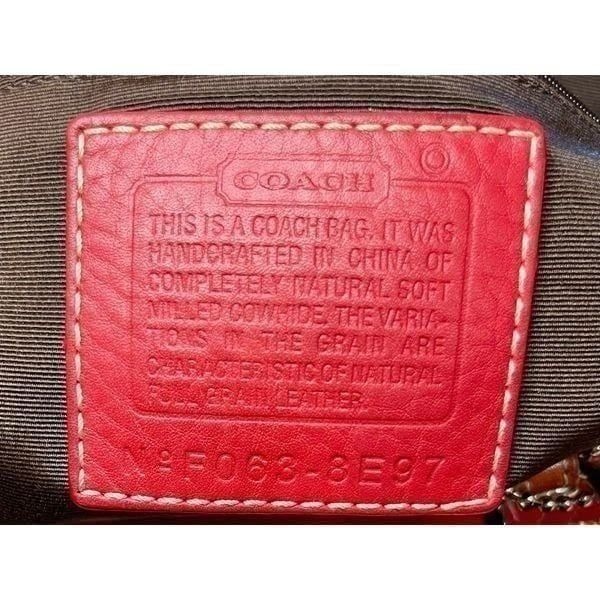 COACH
THIS IS A COACH BAG. IT WAS
HANDCRAFTED IN CHINA OF
COMPLETELY NATURAL SOFT
MILLED COWHIDE. THE VARIA-
TIONS IN THE GRAIN ARE
CHARACTERISTIC OF NATURAL
FULL GRAIN LEATHER.
Nº F063-8E97